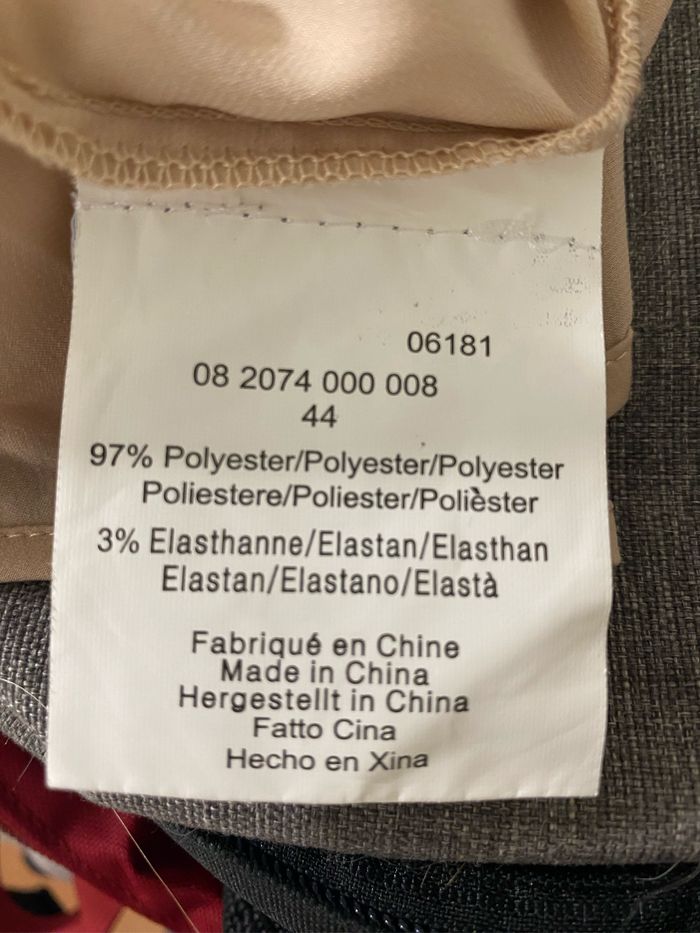 06181
08 2074 000 008
44
97% Polyester/Polyester/Polyester
Poliestere/Poliester/Polièster
3% Elasthanne/Elastan/Elasthan
Elastan/Elastano/Elastà
Fabriqué en Chine
Made in China
Hergestellt in China
Fatto Cina
Hecho en Xina